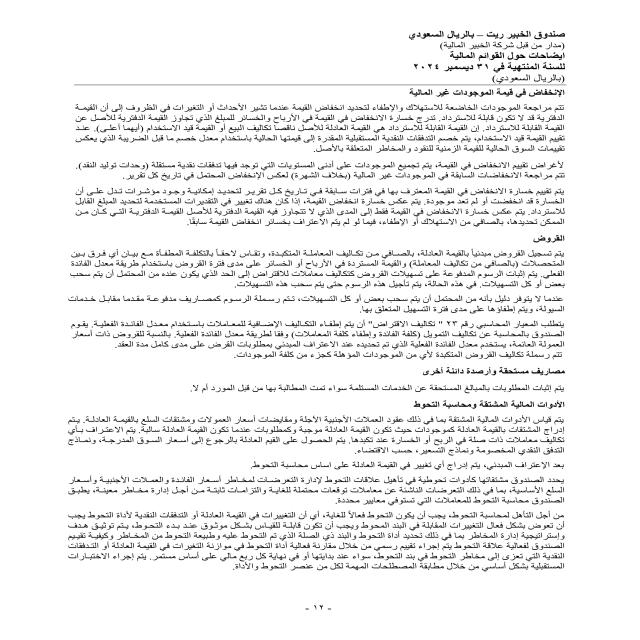 صندوق الخبير ريت – بالريال السعودي
(مدار من قبل شركة الخبير المالية)
ايضاحات حول القوائم المالية
للسنة المنتهية في ٣١ ديسمبر ٢٠٢٤
(بالريال السعودي)
الانخفاض في قيمة الموجودات غير المالية
تتم مراجعة الموجودات الخاضعة للاستهلاك والإطفاء لتحديد انخفاض القيمة عندما تشير الأحداث أو التغيرات في الظروف إلى أن القيمة
الدفترية قد لا تكون قابلة للاسترداد. تدرج خسارة الانخفاض في القيمة في الأرباح والخسائر للمبلغ الذي تجاوز القيمة الدفترية للأصل عن
القيمة القابلة للاسترداد. إن القيمة القابلة للاسترداد هي القيمة العادلة للأصل ناقصاً تكاليف البيع أو القيمة قيد الاستخدام (أيهما أعلى). عند
تقييم القيمة قيد الاستخدام، يتم خصم التدفقات النقدية المستقبلية المقدرة إلى قيمتها الحالية باستخدام معدل خصم ما قبل الضريبة الذي يعكس
تقييمات السوق الحالية للقيمة الزمنية للنقود و المخاطر المتعلقة بالأصل.
لأغراض تقييم الانخفاض في القيمة، يتم تجميع الموجودات على أدنى المستويات التي توجد فيها تدفقات نقدية مستقلة (وحدات توليد النقد).
تتم مراجعة الانخفاضات السابقة في الموجودات غير المالية (بخلاف الشهرة) لعكس الإنخفاض المحتمل في تاريخ كل تقرير.
يتم تقييم خسارة الانخفاض في القيمة المعترف بها في فترات سابقة في تاريخ كل تقرير لتحديد إمكانية وجود مؤشرات تدل على أن
الخسارة قد انخفضت أو لم تعد موجودة. يتم عكس خسارة انخفاض القيمة، إذا كان هناك تغيير في التقديرات المستخدمة لتحديد المبلغ القابل
للاسترداد. يتم عكس خسارة الانخفاض في القيمة فقط إلى المدى الذي لا تتجاوز فيه القيمة الدفترية للأصل القيمة الدفترية التي كان من
الممكن تحديدها، بالصافي من الاستهلاك أو الإطفاء، فيما لو لم يتم الاعتراف بخسائر انخفاض القيمة سابقًا.
القروض
يتم تسجيل القروض مبدئياً بالقيمة العادلة، بالصافي من تكاليف المعاملة المتكبدة، وتقاس لاحقاً بالتكلفة المطفأة مع بيان أي فرق بين
المتحصلات (بالصافي من تكاليف المعاملة) والقيمة المستردة في الأرباح أو الخسائر على مدى فترة القروض باستخدام طريقة معدل الفائدة
الفعلي. يتم إثبات الرسوم المدفوعة على تسهيلات القروض كتكاليف معاملات للاقتراض إلى الحد الذي يكون عنده من المحتمل أن يتم سحب
بعض أو كل التسهيلات. في هذه الحالة، يتم تأجيل هذه الرسوم حتى يتم سحب هذه التسهيلات.
عندما لا يتوفر دليل بأنه من المحتمل أن يتم سحب بعض أو كل التسهيلات، تتم رسملة الرسوم كمصاريف مدفوعة مقدما مقابل خدمات
السيولة، ويتم إطفاؤها على مدى فترة التسهيل المتعلق بها.
يتطلب المعيار المحاسبي رقم ٢٣ " تكاليف الاقتراض" أن يتم إطفاء التكاليف الإضافية للمعاملات باستخدام معدل الفائدة الفعلية. يقوم
الصندوق بالمحاسبة عن تكاليف التمويل (تكلفة الفائدة وإطفاء تكلفة المعاملات) وفقا لطريقة معدل الفائدة الفعلية. بالنسبة للقروض ذات أسعار
العمولة العائمة، يستخدم معدل الفائدة الفعلي الذي تم تحديده عند الاعتراف المبدئي بمطلوبات القرض على مدى كامل مدة العقد.
تتم رسملة تكاليف القروض المتكبدة لأي من الموجودات المؤهلة كجزء من كلفة الموجودات.
مصاريف مستحقة وأرصدة دائنة أخرى
يتم إثبات المطلوبات بالمبالغ المستحقة عن الخدمات المستلمة سواء تمت المطالبة بها من قبل المورد أم لا.
الأدوات المالية المشتقة ومحاسبة التحوط
يتم قياس الأدوات المالية المشتقة بما في ذلك عقود العملات الأجنبية الآجلة ومقايضات أسعار العمولات ومشتقات السلع بالقيمة العادلة. يتم
إدراج المشتقات بالقيمة العادلة كموجودات حيث تكون القيمة العادلة موجبة وكمطلوبات عندما تكون القيمة العادلة سالبة. يتم الاعتراف بأي
تكاليف معاملات ذات صلة في الربح أو الخسارة عند تكبدها. يتم الحصول على القيم العادلة بالرجوع إلى أسعار السوق المدرجة، ونماذج
التدفق النقدي المخصومة ونماذج التسعير، حسب الاقتضاء.
بعد الاعتراف المبدئي، يتم إدراج أي تغيير في القيمة العادلة على اساس محاسبة التحوط.
يحدد الصندوق مشتقاتها كأدوات تحوطية في تأهيل علاقات التحوط لإدارة التعرضات لمخاطر أسعار الفائدة والعملات الأجنبية وأسعار
السلع الأساسية، بما في ذلك التعرضات الناشئة عن معاملات توقعات محتملة للغاية والتزامات ثابتة من أجل إدارة مخاطر معينة، يطبق
الصندوق محاسبة التحوط للمعاملات التي تستوفي معايير محددة.
من أجل التأهل لمحاسبة التحوط، يجب أن يكون التحوط فعالًا للغاية، أي أن التغييرات في القيمة العادلة أو التدفقات النقدية لأداة التحوط يجب
أن تعوض بشكل فعال التغييرات المقابلة في البند المحوط ويجب أن تكون قابلة للقياس بشكل موثوق عند بدء التحوط، يتم توثيق هدف
وإستراتيجية إدارة المخاطر بما في ذلك تحديد أداة التحوط والبند ذي الصلة الذي تم التحوط عليه وطبيعة التحوط من المخاطر وكيفية تقييم
الصندوق لفعالية علاقة التحوط يتم إجراء تقييم رسمي من خلال مقارنة فعالية أداة التحوط في موازنة التغيرات في القيمة العادلة أو التدفقات
النقدية التي تعزى إلى مخاطر التحوط في بند التحوط، سواء عند بدايتها أو في نهاية كل ربع مالي على أساس مستمر. يتم إجراء الاختبارات
المستقبلية بشكل أساسي من خلال مطابقة المصطلحات المهمة لكل من عنصر التحوط والأداة.
- ١٢ -